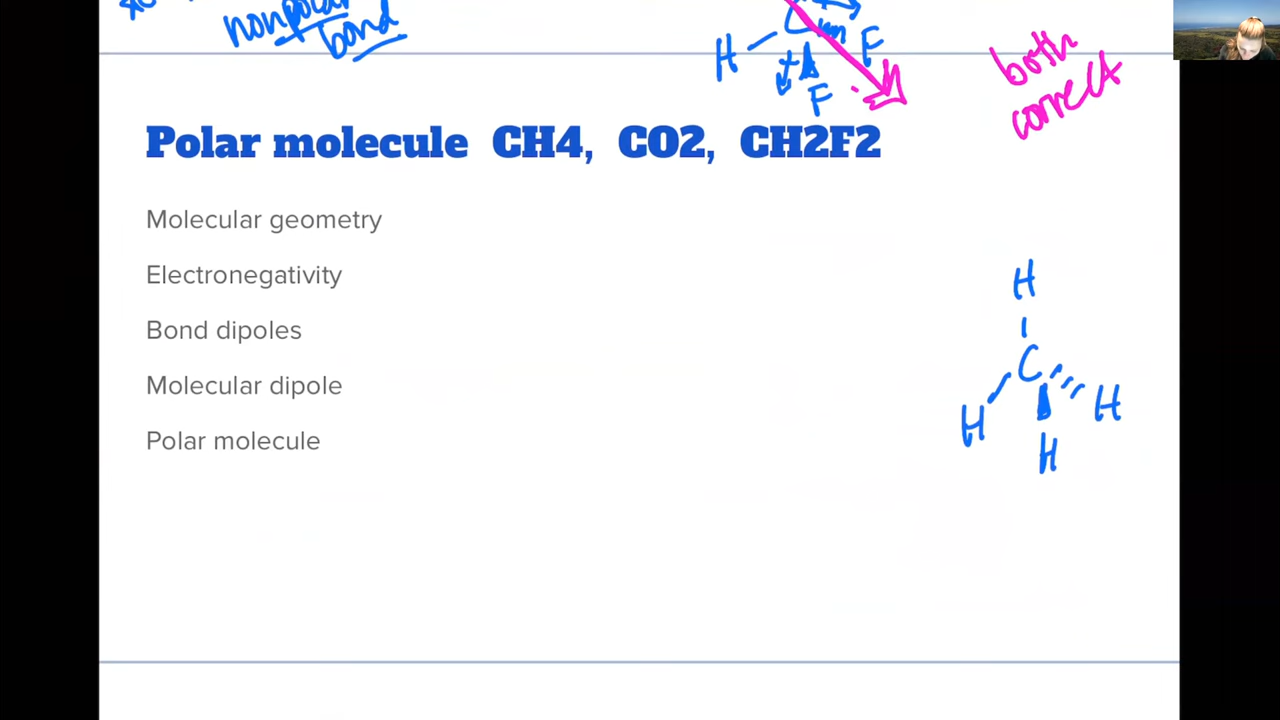 nonpolar
bond
C
H
F
F
both
correct
Polar molecule CH4, CO2, CH2F2
Molecular geometry
Electronegativity
Bond dipoles
Molecular dipole
Polar molecule
H
C
H
H
H